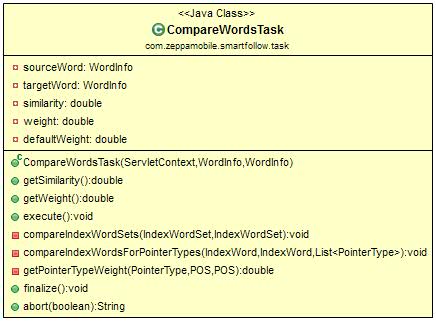 <<Java Class>>
C CompareWordsTask
com.zeppamobile.smartfollow.task
sourceWord: WordInfo
targetWord: WordInfo
similarity: double
weight: double
defaultWeight: double
C CompareWordsTask(ServletContext,WordInfo,WordInfo)
getSimilarity():double
getWeight():double
execute():void
compareIndexWordSets(IndexWordSet,IndexWordSet):void
compareIndexWordsForPointerTypes(IndexWord,IndexWord,List<PointerType>):void
getPointerTypeWeight(PointerType,POS,POS):double
finalize():void
abort(boolean):String